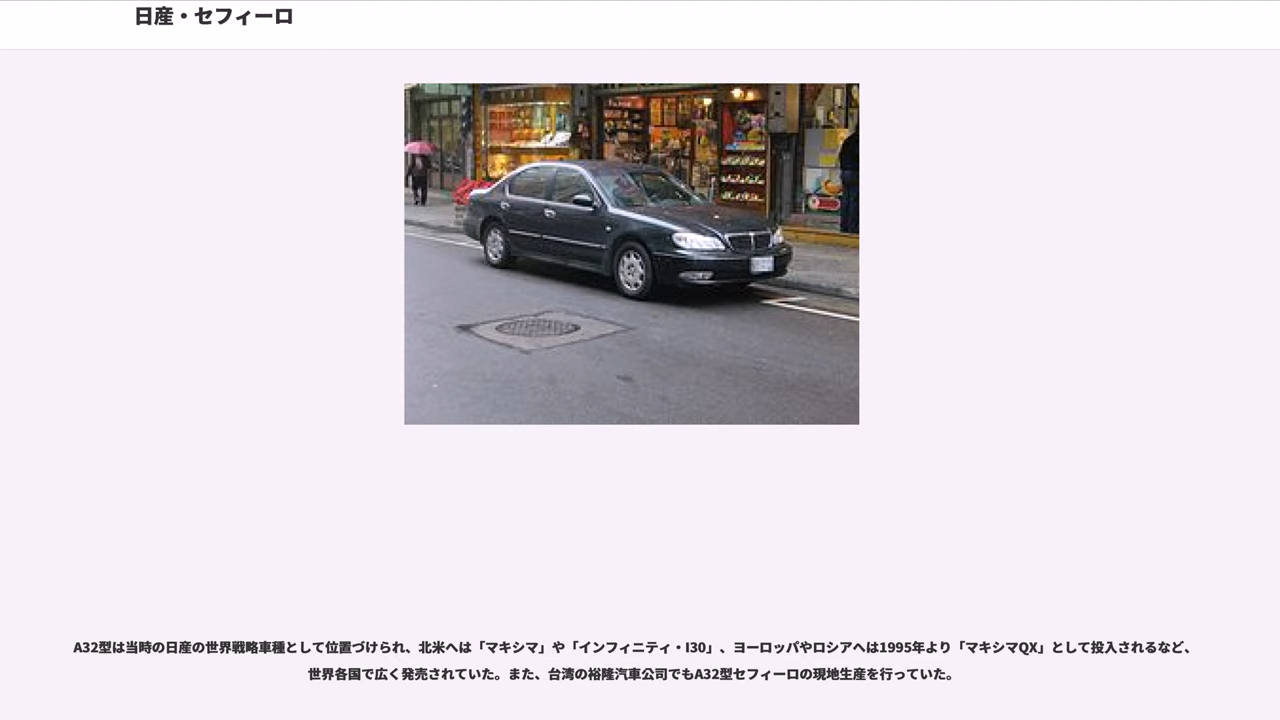 日産・セフィーロ
A32型は当時の日産の世界戦略車種として位置づけられ、北米へは「マキシマ」や「インフィニティ・I30」、ヨーロッパやロシアへは1995年より「マキシマQX」として投入されるなど、
世界各国で広く発売されていた。また、台湾の裕隆汽車公司でもA32型セフィーロの現地生産を行っていた。